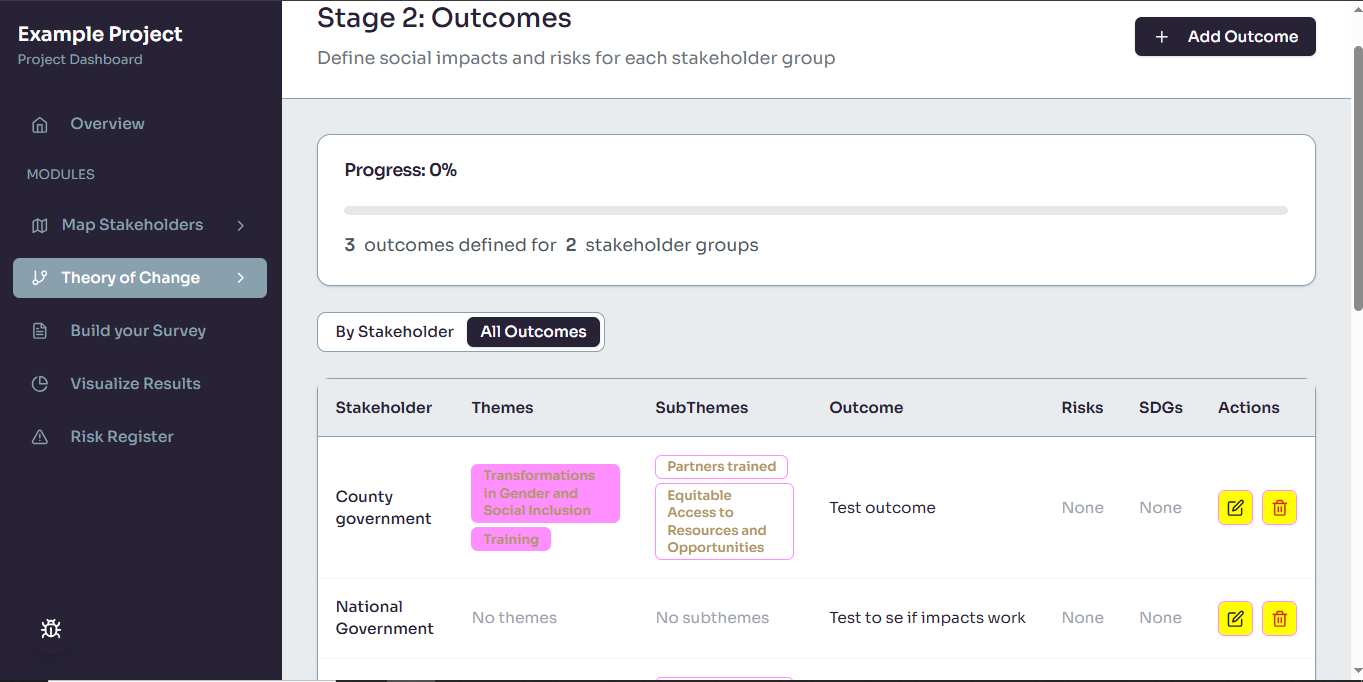 Example Project
Project Dashboard
Overview
MODULES
Map Stakeholders
Theory of Change
Build your Survey
Visualize Results
Risk Register
Stage 2: Outcomes
Define social impacts and risks for each stakeholder group
+ Add Outcome
Progress: 0%
3 outcomes defined for 2 stakeholder groups
By Stakeholder All Outcomes
Stakeholder Themes SubThemes Outcome Risks SDGs Actions
County
government
Transformations
in Gender and
Social Inclusion
Training
Partners trained
Equitable
Access to
Resources and
Opportunities
Test outcome
None
None
National
Government
No themes
No subthemes
Test to se if impacts work
None
None